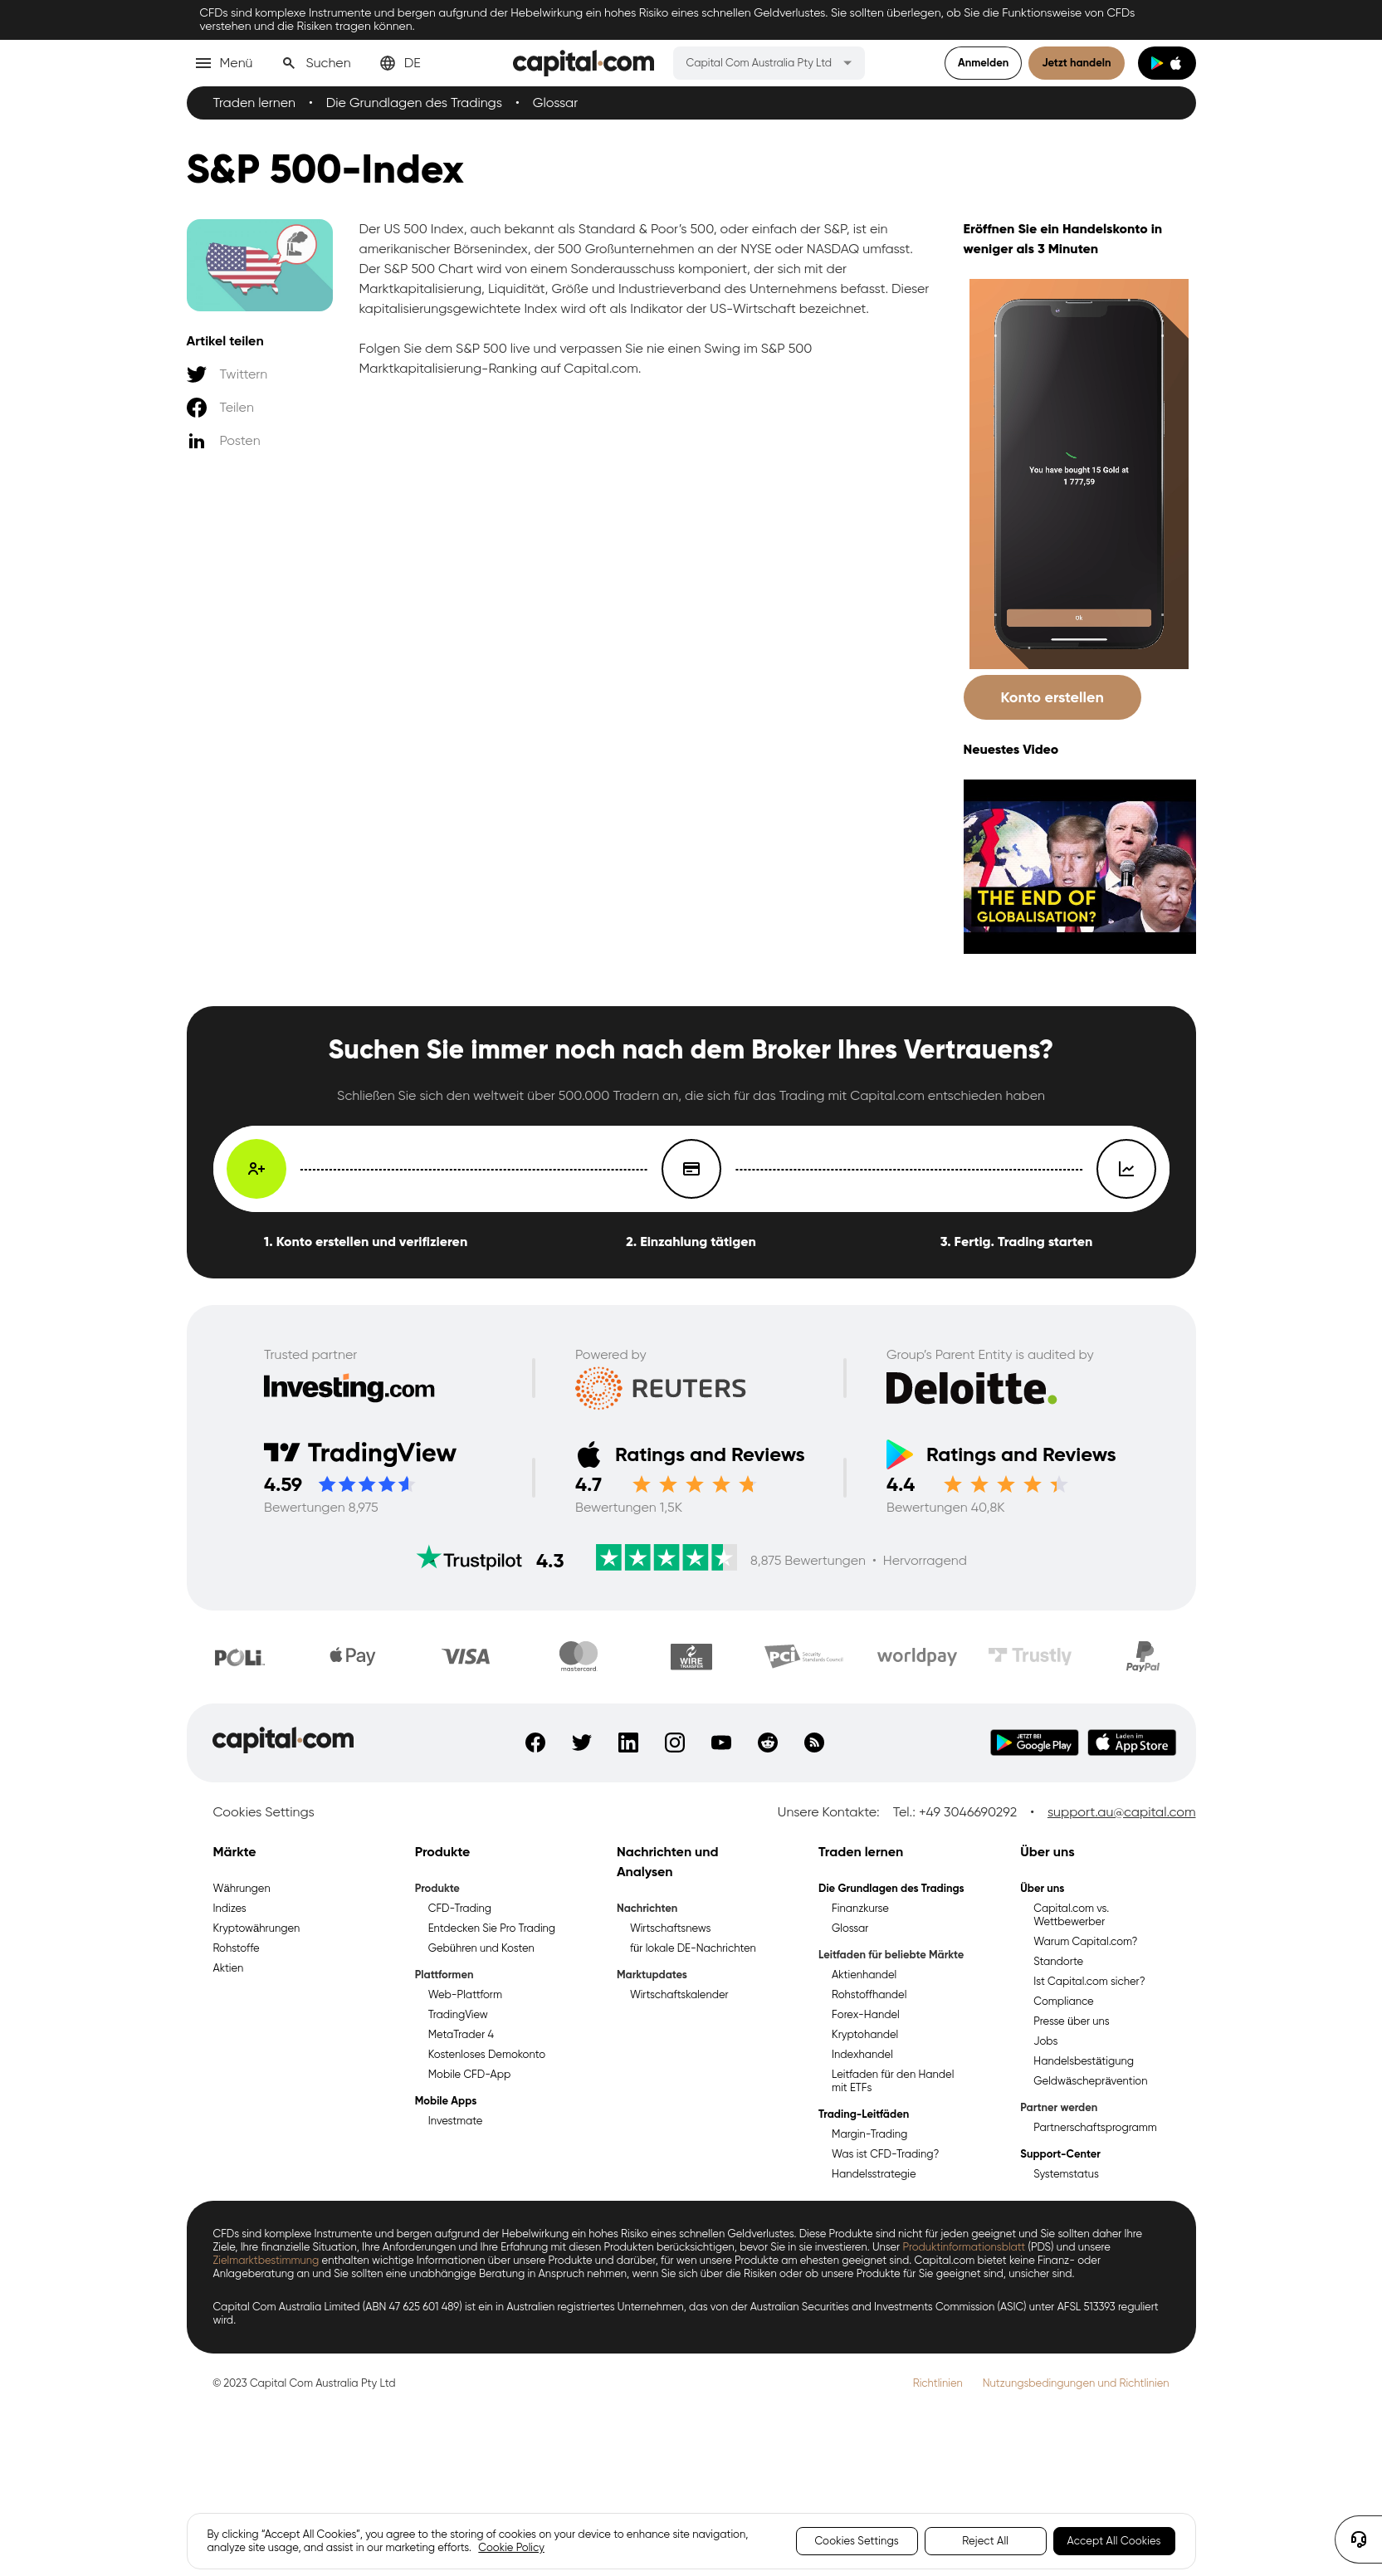 CFDs sind komplexe Instrumente und bergen aufgrund der Hebelwirkung ein hohes Risiko eines schnellen Geldverlustes. Sie sollten überlegen, ob Sie die Funktionsweise von CFDs
verstehen und die Risiken tragen können.
Menü
Suchen
DE
capital.com
Capital Com Australia Pty Ltd
Anmelden
Jetzt handeln
Traden lernen • Die Grundlagen des Tradings • Glossar
S&P 500-Index
Artikel teilen
Twittern
Teilen
Posten
Der US 500 Index, auch bekannt als Standard & Poor's 500, oder einfach der S&P, ist ein
amerikanischer Börsenindex, der 500 Großunternehmen an der NYSE oder NASDAQ umfasst.
Der S&P 500 Chart wird von einem Sonderausschuss komponiert, der sich mit der
Marktkapitalisierung, Liquidität, Größe und Industrieverband des Unternehmens befasst. Dieser
kapitalisierungsgewichtete Index wird oft als Indikator der US-Wirtschaft bezeichnet.
Folgen Sie dem S&P 500 live und verpassen Sie nie einen Swing im S&P 500
Marktkapitalisierung-Ranking auf Capital.com.
Eröffnen Sie ein Handelskonto in
weniger als 3 Minuten
You have bought 15 Gold at
1 777,59
Ok
Konto erstellen
Neuestes Video
THE END OF
GLOBALISATION?
Suchen Sie immer noch nach dem Broker Ihres Vertrauens?
Schließen Sie sich den weltweit über 500.000 Tradern an, die sich für das Trading mit Capital.com entschieden haben
1. Konto erstellen und verifizieren
2. Einzahlung tätigen
3. Fertig. Trading starten
Trusted partner
Investing.com
Powered by
REUTERS
Group's Parent Entity is audited by
Deloitte.
TradingView
4.59
Bewertungen 8,975
Ratings and Reviews
4.7
Bewertungen 1,5K
Ratings and Reviews
4.4
Bewertungen 40,8K
Trustpilot 4.3
8,875 Bewertungen • Hervorragend
POLi
Pay
VISA
mastercard
WIRE TRANSFER
PCI Security Standards Council
worldpay
Trustly
PayPal
capital.com
JETZT BEI
Google Play
Laden im
App Store
Cookies Settings
Unsere Kontakte: Tel.: +49 3046690292 • support.au@capital.com
Märkte
Währungen
Indizes
Kryptowährungen
Rohstoffe
Aktien
Produkte
Produkte
CFD-Trading
Entdecken Sie Pro Trading
Gebühren und Kosten
Plattformen
Web-Plattform
TradingView
MetaTrader 4
Kostenloses Demokonto
Mobile CFD-App
Mobile Apps
Investmate
Nachrichten und
Analysen
Nachrichten
Wirtschaftsnews
für lokale DE-Nachrichten
Marktupdates
Wirtschaftskalender
Traden lernen
Die Grundlagen des Tradings
Finanzkurse
Glossar
Leitfaden für beliebte Märkte
Aktienhandel
Rohstoffhandel
Forex-Handel
Kryptohandel
Indexhandel
Leitfaden für den Handel
mit ETFs
Trading-Leitfäden
Margin-Trading
Was ist CFD-Trading?
Handelsstrategie
Über uns
Über uns
Capital.com vs.
Wettbewerber
Warum Capital.com?
Standorte
Ist Capital.com sicher?
Compliance
Presse über uns
Jobs
Handelsbestätigung
Geldwäscheprävention
Partner werden
Partnerschaftsprogramm
Support-Center
Systemstatus
CFDs sind komplexe Instrumente und bergen aufgrund der Hebelwirkung ein hohes Risiko eines schnellen Geldverlustes. Diese Produkte sind nicht für jeden geeignet und Sie sollten daher Ihre
Ziele, Ihre finanzielle Situation, Ihre Anforderungen und Ihre Erfahrung mit diesen Produkten berücksichtigen, bevor Sie in sie investieren. Unser Produktinformationsblatt (PDS) und unsere
Zielmarktbestimmung enthalten wichtige Informationen über unsere Produkte und darüber, für wen unsere Produkte am ehesten geeignet sind. Capital.com bietet keine Finanz- oder
Anlageberatung an und Sie sollten eine unabhängige Beratung in Anspruch nehmen, wenn Sie sich über die Risiken oder ob unsere Produkte für Sie geeignet sind, unsicher sind.
Capital Com Australia Limited (ABN 47 625 601 489) ist ein in Australien registriertes Unternehmen, das von der Australian Securities and Investments Commission (ASIC) unter AFSL 513393 reguliert
wird.
© 2023 Capital Com Australia Pty Ltd
Richtlinien
Nutzungsbedingungen und Richtlinien
By clicking "Accept All Cookies", you agree to the storing of cookies on your device to enhance site navigation,
analyze site usage, and assist in our marketing efforts. Cookie Policy
Cookies Settings
Reject All
Accept All Cookies